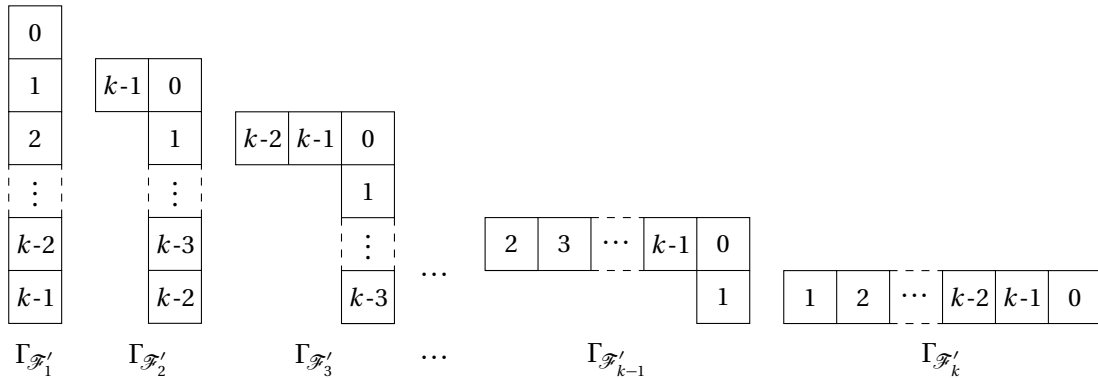 0
1 k-1 0
2 1 k-2 k-1 0
⋮ ⋮ 1
k-2 k-3 ⋮ 2 3 ⋯ k-1 0
k-1 k-2 k-3 ⋯ 1 1 2 ⋯ k-2 k-1 0
Γ_{ℱ′_1} Γ_{ℱ′_2} Γ_{ℱ′_3} ⋯ Γ_{ℱ′_{k−1}} Γ_{ℱ′_k}